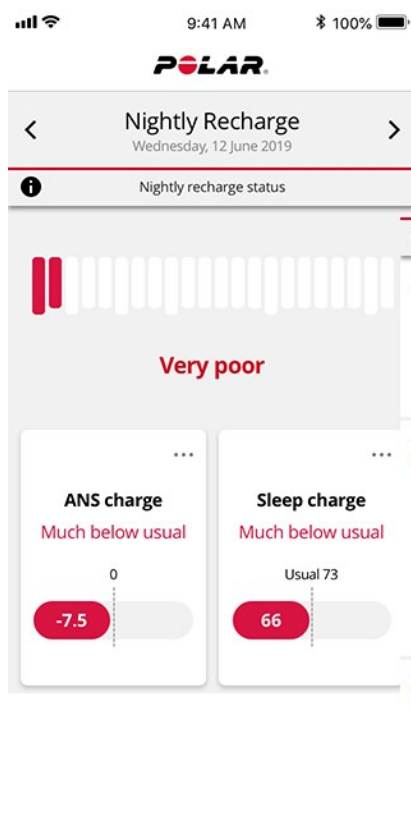 9:41 AM 100%
POLAR.
Nightly Recharge
Wednesday, 12 June 2019
Nightly recharge status
Very poor
ANS charge
Much below usual
0
-7.5
Sleep charge
Much below usual
Usual 73
66